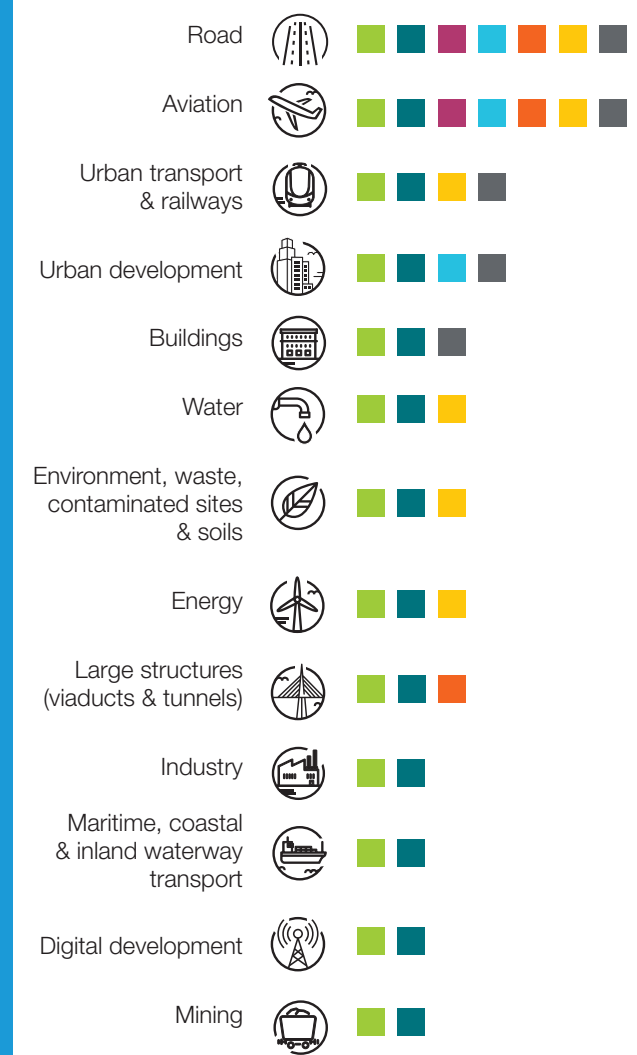 Road
Aviation
Urban transport
& railways
Urban development
Buildings
Water
Environment, waste,
contaminated sites
& soils
Energy
Large structures
(viaducts & tunnels)
Industry
Maritime, coastal
& inland waterway
transport
Digital development
Mining